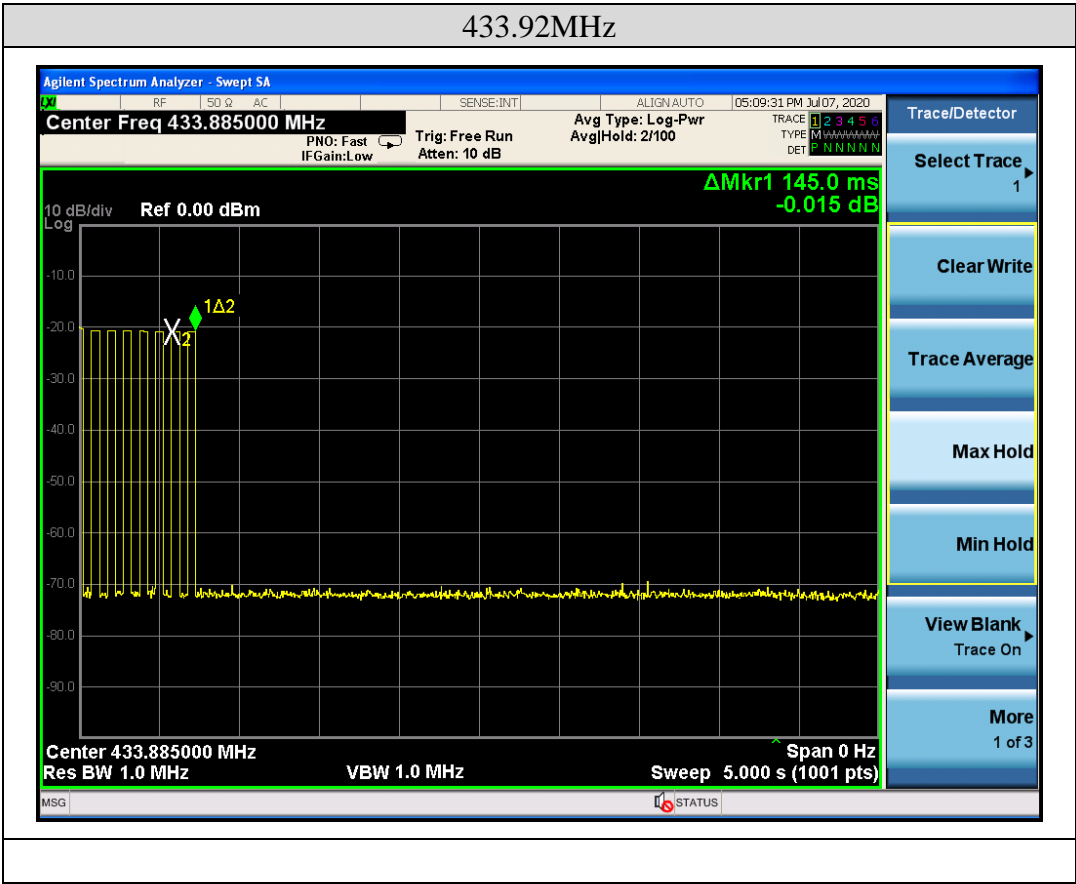 433.92MHz
Agilent Spectrum Analyzer - Swept SA
LXI RF 50 Ω AC SENSE:INT ALIGN AUTO 05:09:31 PM Jul 07, 2020
Center Freq 433.885000 MHz
PNO: Fast
IFGain:Low
Trig: Free Run
Atten: 10 dB
Avg Type: Log-Pwr
Avg|Hold: 2/100
TRACE 1 2 3 4 5 6
TYPE M WWWWW
DET P N N N N N
ΔMkr1 145.0 ms
-0.015 dB
10 dB/div Ref 0.00 dBm
Log
-10.0
-20.0
-30.0
-40.0
-50.0
-60.0
-70.0
-80.0
-90.0
1Δ2
X2
Center 433.885000 MHz Span 0 Hz
Res BW 1.0 MHz VBW 1.0 MHz Sweep 5.000 s (1001 pts)
MSG STATUS
Trace/Detector
Select Trace
1
Clear Write
Trace Average
Max Hold
Min Hold
View Blank
Trace On
More
1 of 3